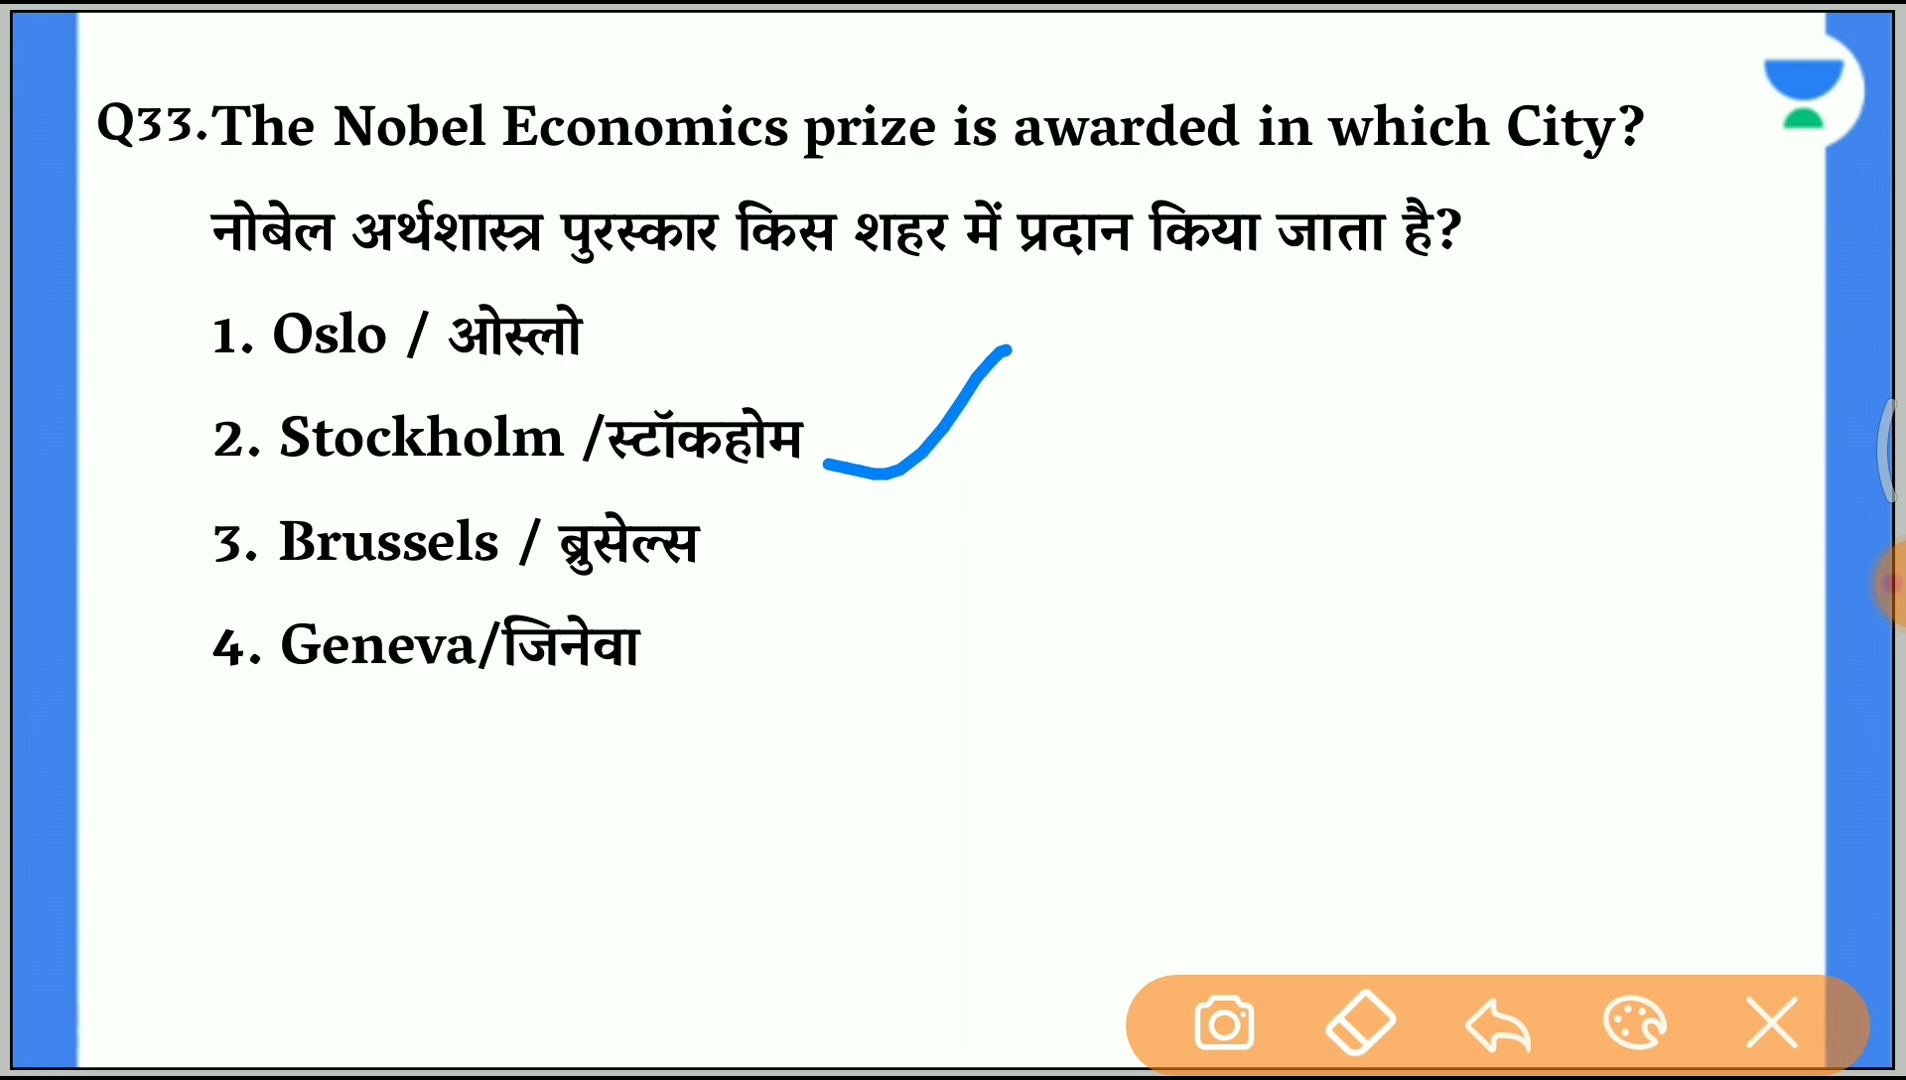 Q33.The Nobel Economics prize is awarded in which City?
नोबेल अर्थशास्त्र पुरस्कार किस शहर में प्रदान किया जाता है?
1. Oslo / ओस्लो
2. Stockholm /स्टॉकहोम
3. Brussels / ब्रुसेल्स
4. Geneva/जिनेवा